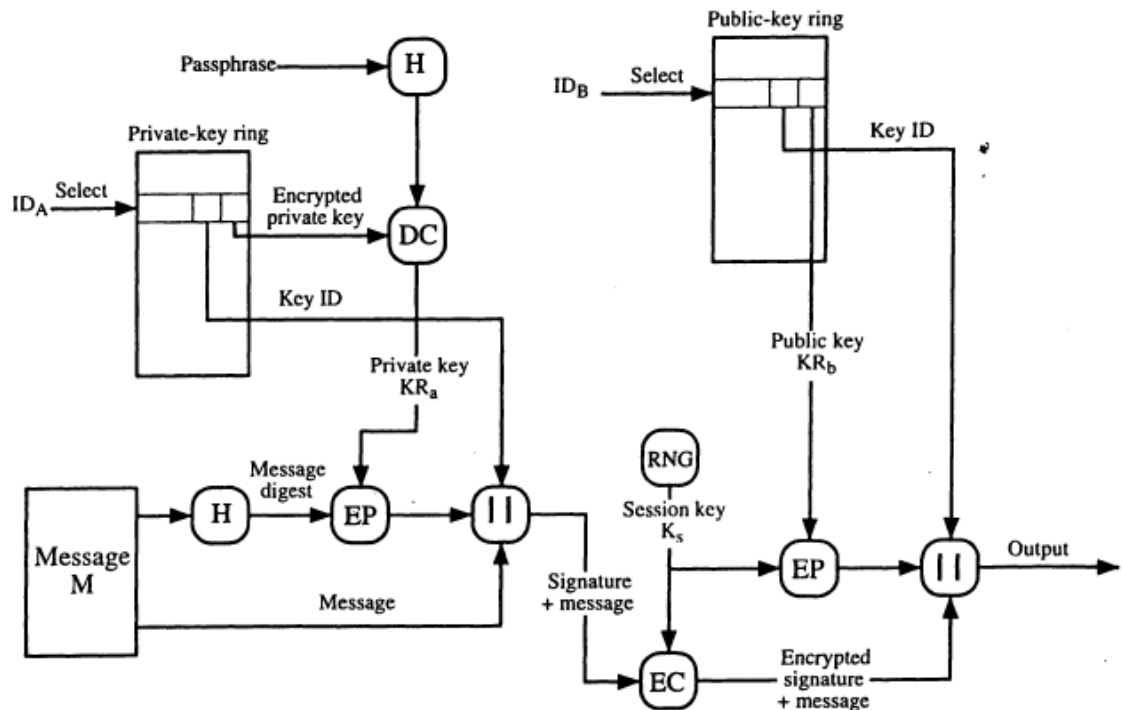 Public-key ring
Passphrase
H
ID_B
Select
Private-key ring
Key ID
ID_A
Select
Encrypted
private key
DC
Key ID
Private key
KR_a
Public key
KR_b
RNG
Message
digest
Session key
K_s
H
EP
||
Message
M
Output
EP
||
Signature
+ message
Message
EC
Encrypted
signature
+ message